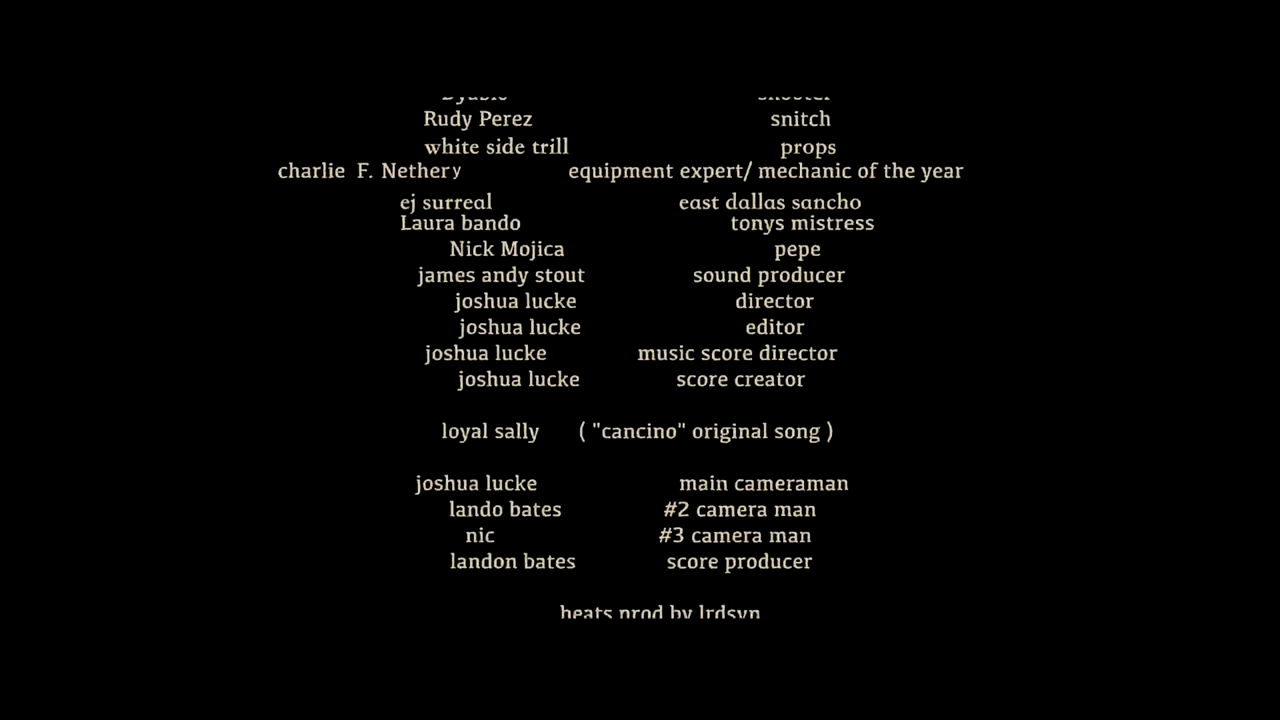 Rudy Perez snitch
white side trill props
charlie F. Nethery equipment expert/ mechanic of the year
ej surreal east dallas sancho
Laura bando tonys mistress
Nick Mojica pepe
james andy stout sound producer
joshua lucke director
joshua lucke editor
joshua lucke music score director
joshua lucke score creator
loyal sally ( "cancino" original song )
joshua lucke main cameraman
lando bates #2 camera man
nic #3 camera man
landon bates score producer
beats prod by lrdsvn